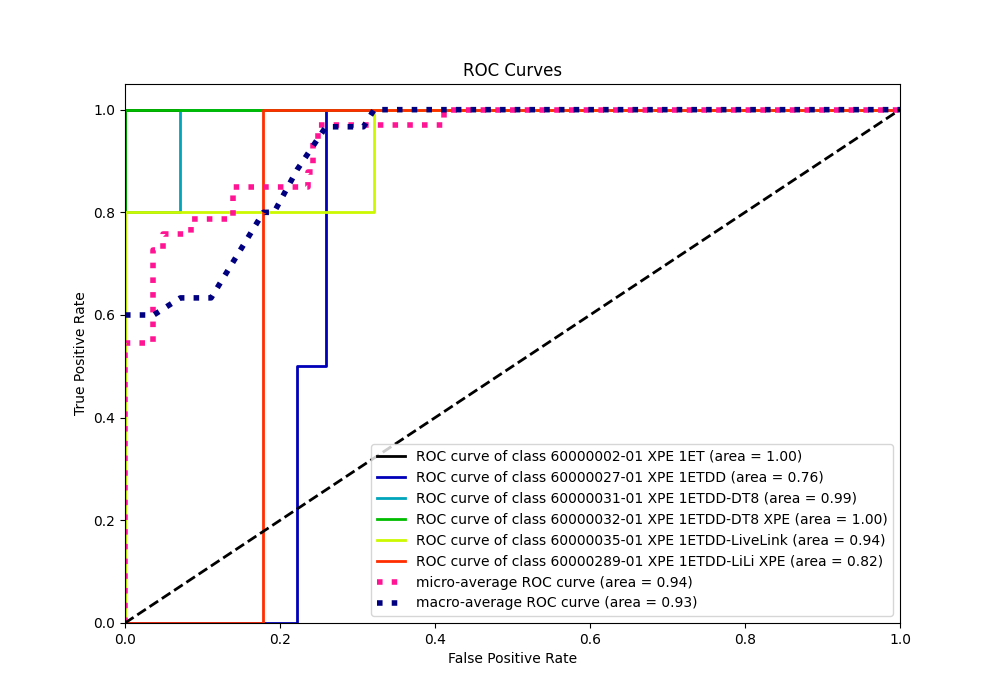 ROC Curves
True Positive Rate
1.0
0.8
0.6
0.4
0.2
0.0
ROC curve of class 60000002-01 XPE 1ET (area = 1.00)
ROC curve of class 60000027-01 XPE 1ETDD (area = 0.76)
ROC curve of class 60000031-01 XPE 1ETDD-DT8 (area = 0.99)
ROC curve of class 60000032-01 XPE 1ETDD-DT8 XPE (area = 1.00)
ROC curve of class 60000035-01 XPE 1ETDD-LiveLink (area = 0.94)
ROC curve of class 60000289-01 XPE 1ETDD-LiLi XPE (area = 0.82)
micro-average ROC curve (area = 0.94)
macro-average ROC curve (area = 0.93)
0.0 0.2 0.4 0.6 0.8 1.0
False Positive Rate